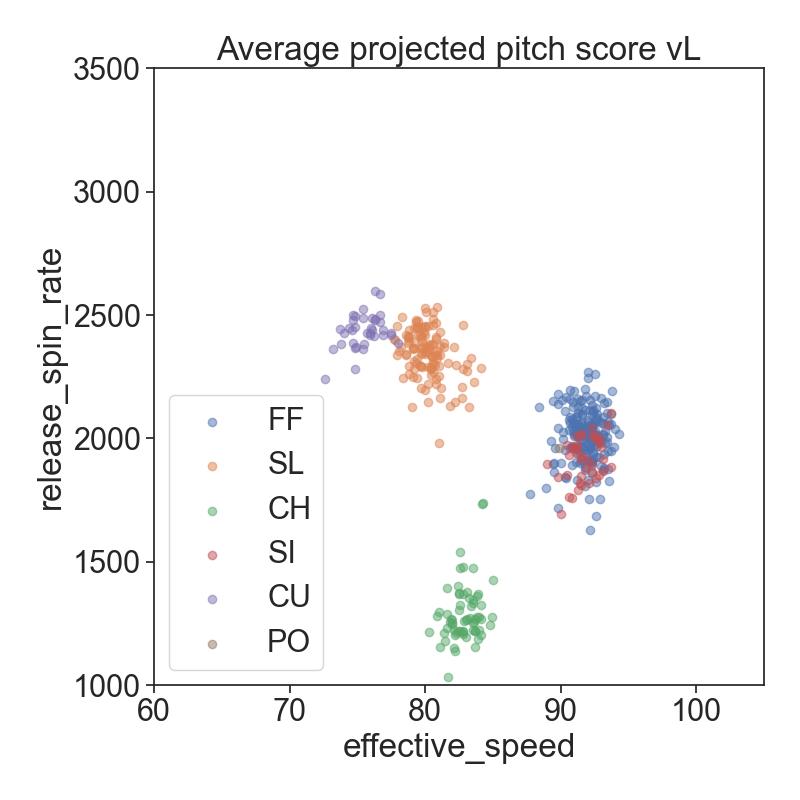 Average projected pitch score vL
3500
3000
2500
2000
1500
1000
release_spin_rate
FF
SL
CH
SI
CU
PO
60 70 80 90 100
effective_speed